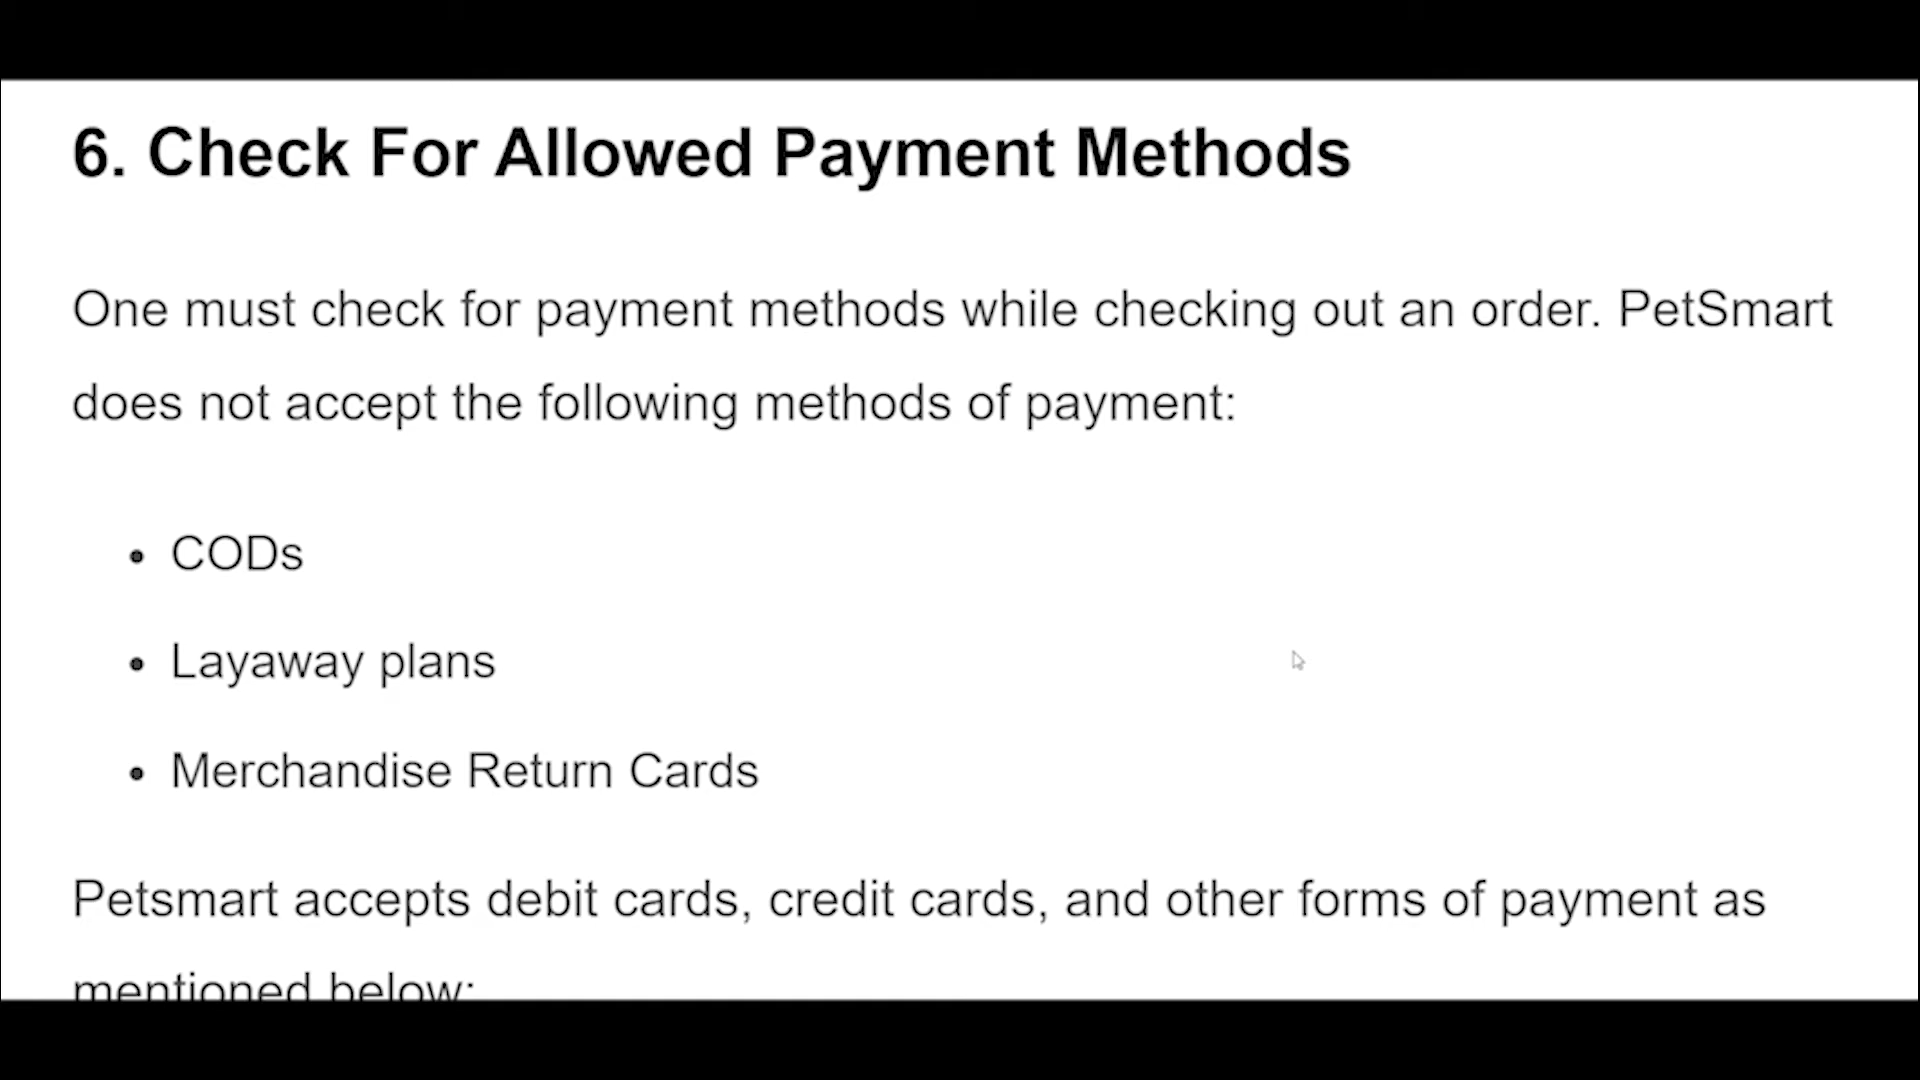 6. Check For Allowed Payment Methods
One must check for payment methods while checking out an order. PetSmart
does not accept the following methods of payment:
• CODs
• Layaway plans
• Merchandise Return Cards
Petsmart accepts debit cards, credit cards, and other forms of payment as
mentioned below: